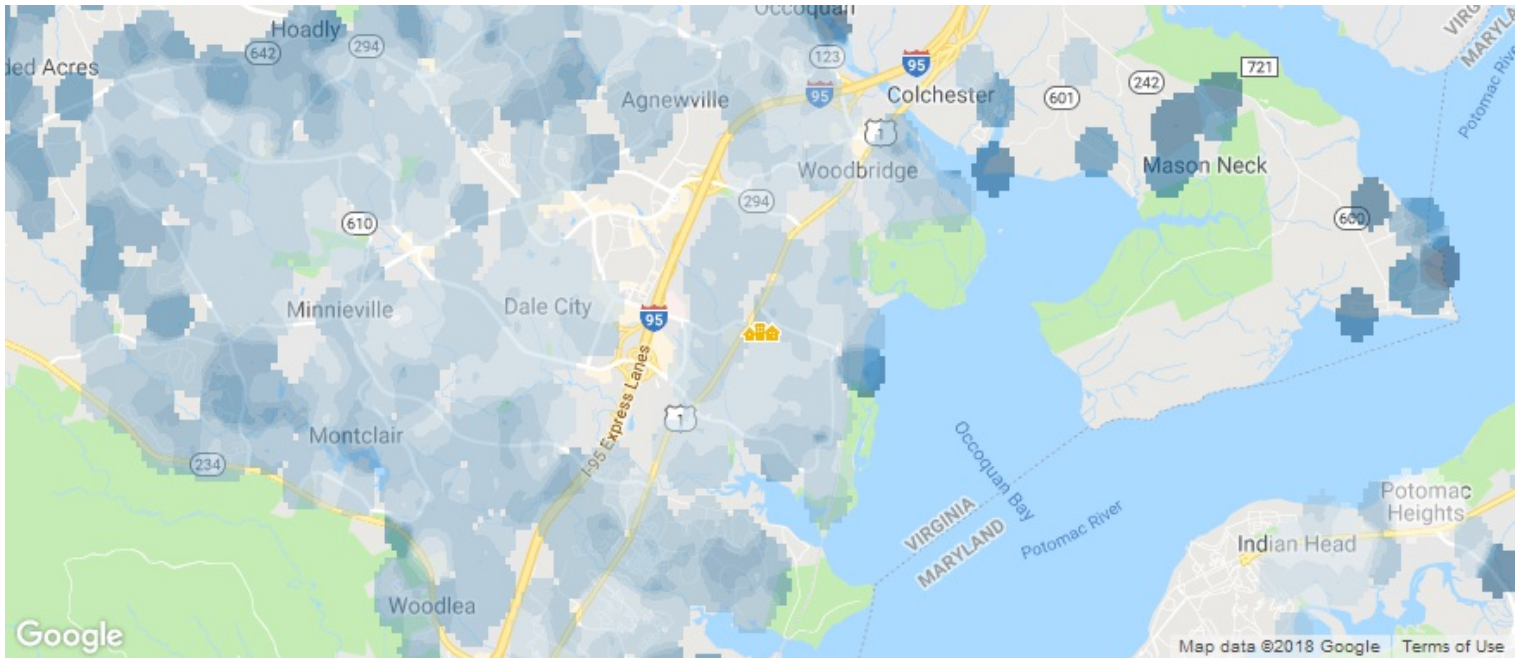 Occoquan
Hoadly
VIRG
MARYL
642
294
ded Acres
123
95
721
242
Agnewville
95
Colchester
601
Potomac River
1
Mason Neck
Woodbridge
294
610
600
Minnieville
Dale City
95
I-95 Express Lanes
1
Montclair
234
Occoquan Bay
Potomac
Heights
VIRGINIA
MARYLAND
Potomac River
Indian Head
Woodlea
Google
Map data ©2018 Google
Terms of Use